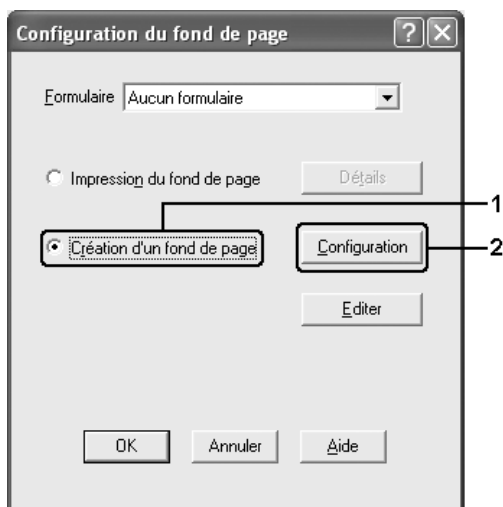 Configuration du fond de page
Formulaire Aucun formulaire
Impression du fond de page Détails
1
Création d'un fond de page Configuration
2
Editer
OK Annuler Aide